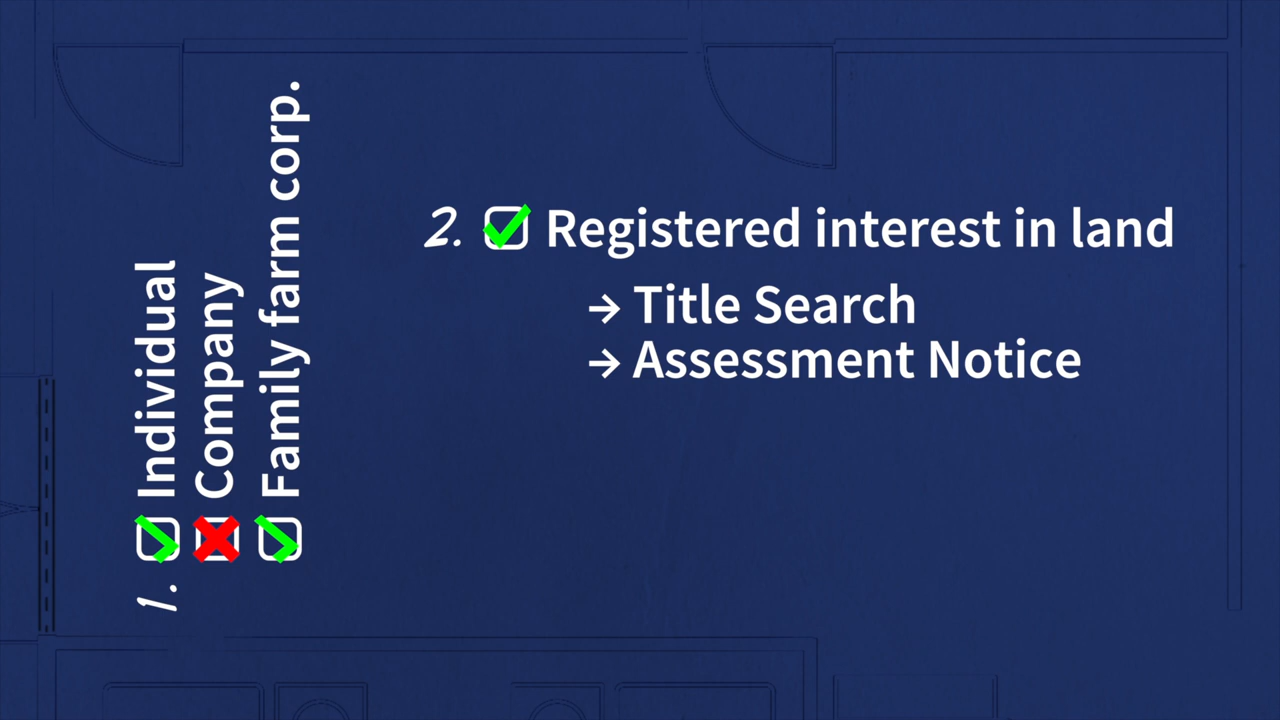 1. Individual
Company
Family farm corp.
2. Registered interest in land
→ Title Search
→ Assessment Notice